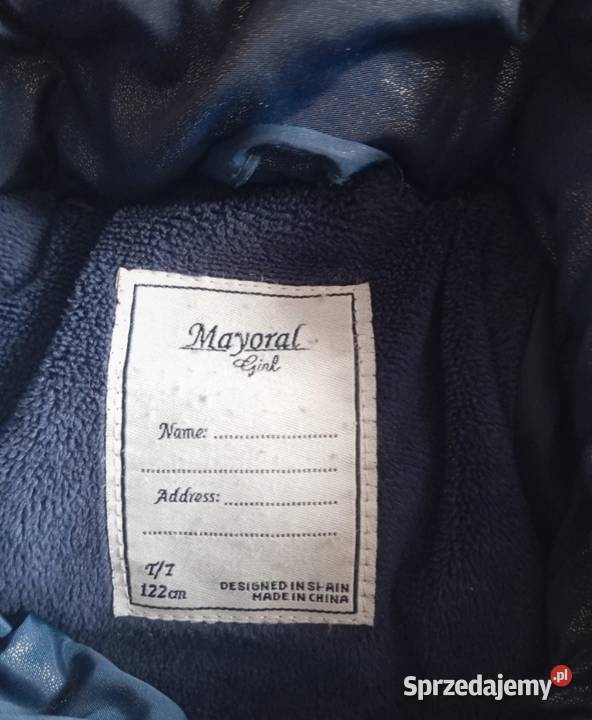 Mayoral
Girl
Name: ........................
........................................
Address: ......................
........................................
T/7
122cm
DESIGNED IN SPAIN
MADE IN CHINA
Sprzedajemy.pl